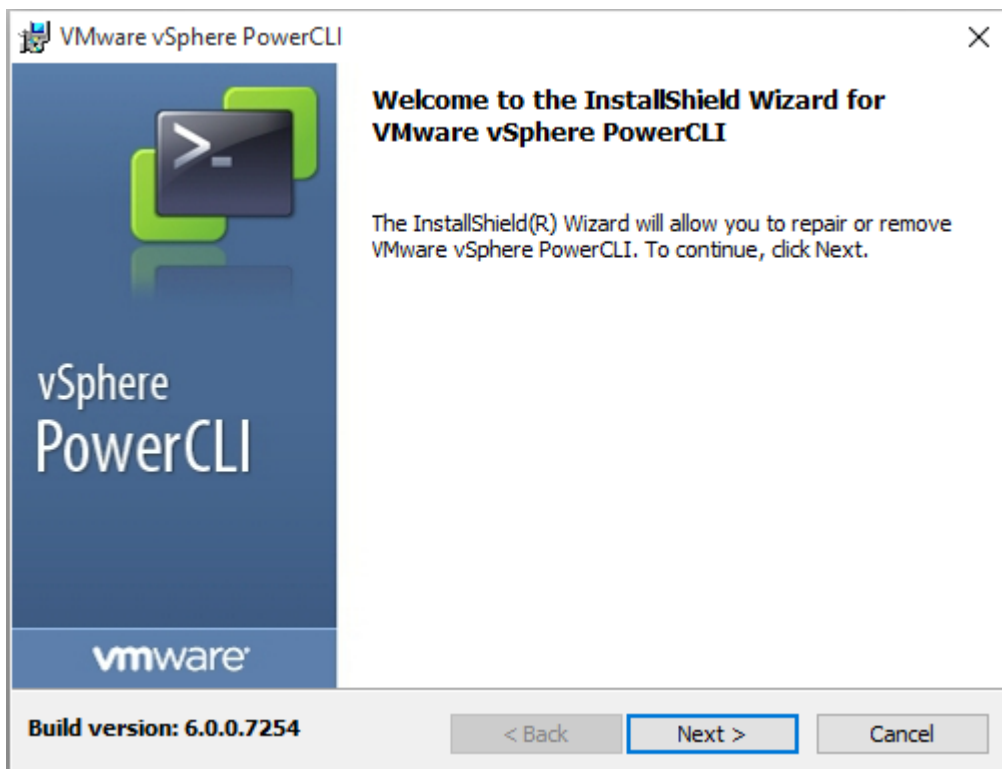 VMware vSphere PowerCLI
Welcome to the InstallShield Wizard for
VMware vSphere PowerCLI
The InstallShield(R) Wizard will allow you to repair or remove
VMware vSphere PowerCLI. To continue, click Next.
>_
vSphere
PowerCLI
vmware
Build version: 6.0.0.7254
< Back
Next >
Cancel